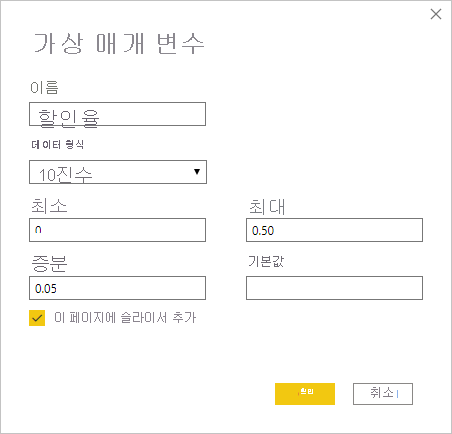 가상 매개 변수
이름
할인율
데이터 형식
10진수
최소 최대
0 0.50
증분 기본값
0.05
이 페이지에 슬라이서 추가
취소